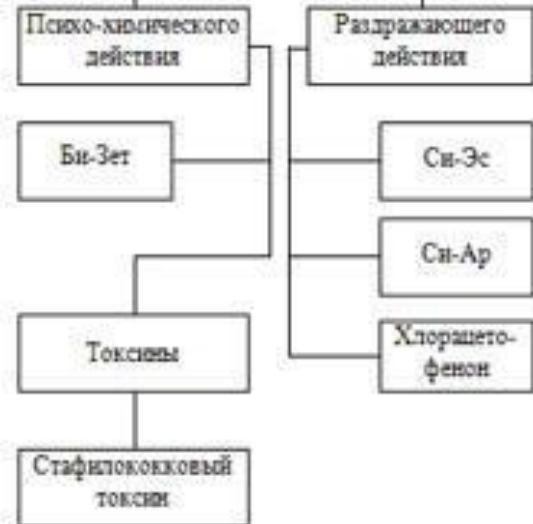 Психо-химического
действия
Раздражающего
действия
Би-Зет
Си-Эс
Си-Ар
Токсины
Хлорацето-
фенон
Стафилококковый
токсин